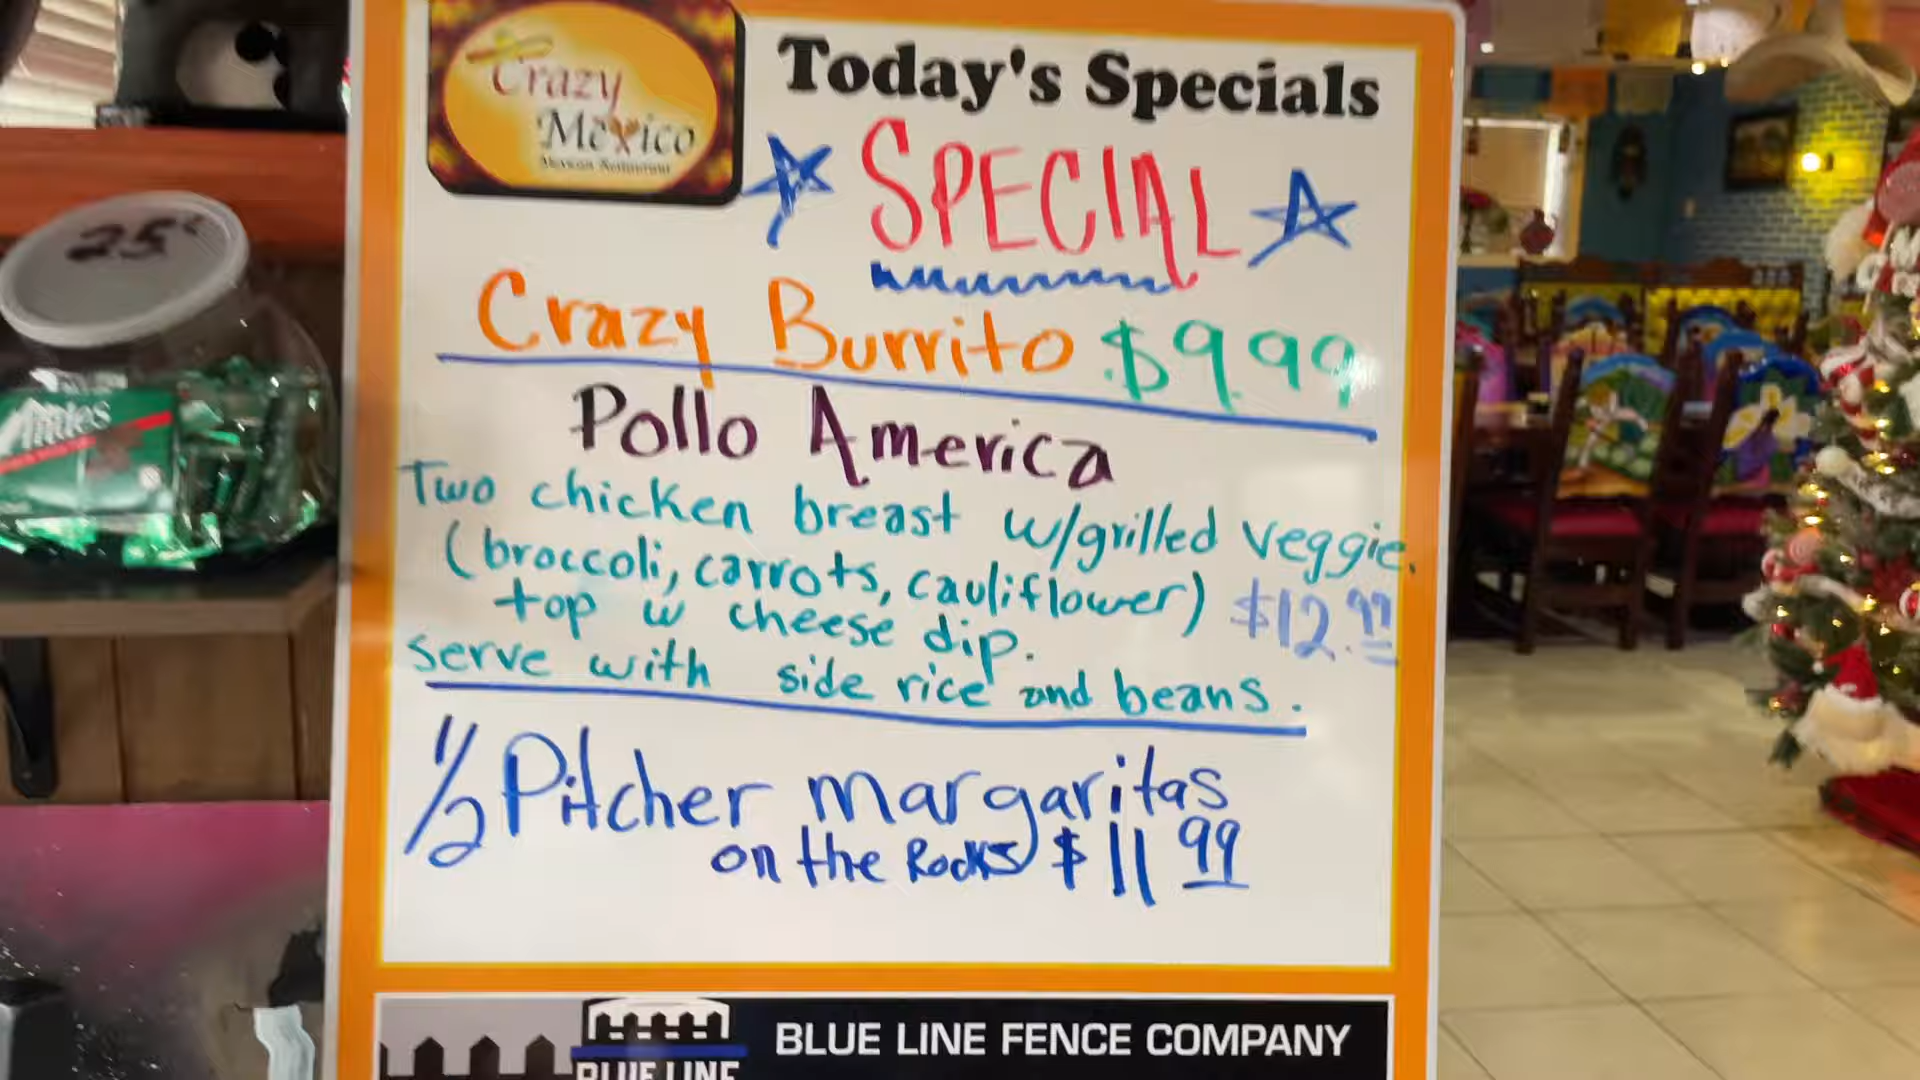 Crazy
Mexico
Mexican Restaurant
Today's Specials
SPECIAL
Crazy Burrito $9.99
Pollo America
Two chicken breast w/grilled veggie.
(broccoli, carrots, cauliflower) $12.99
top w cheese dip.
serve with side rice and beans.
1/2 Pitcher margaritas
on the Rocks $11.99
25¢
Andes
BLUE LINE FENCE COMPANY
BLUE LINE